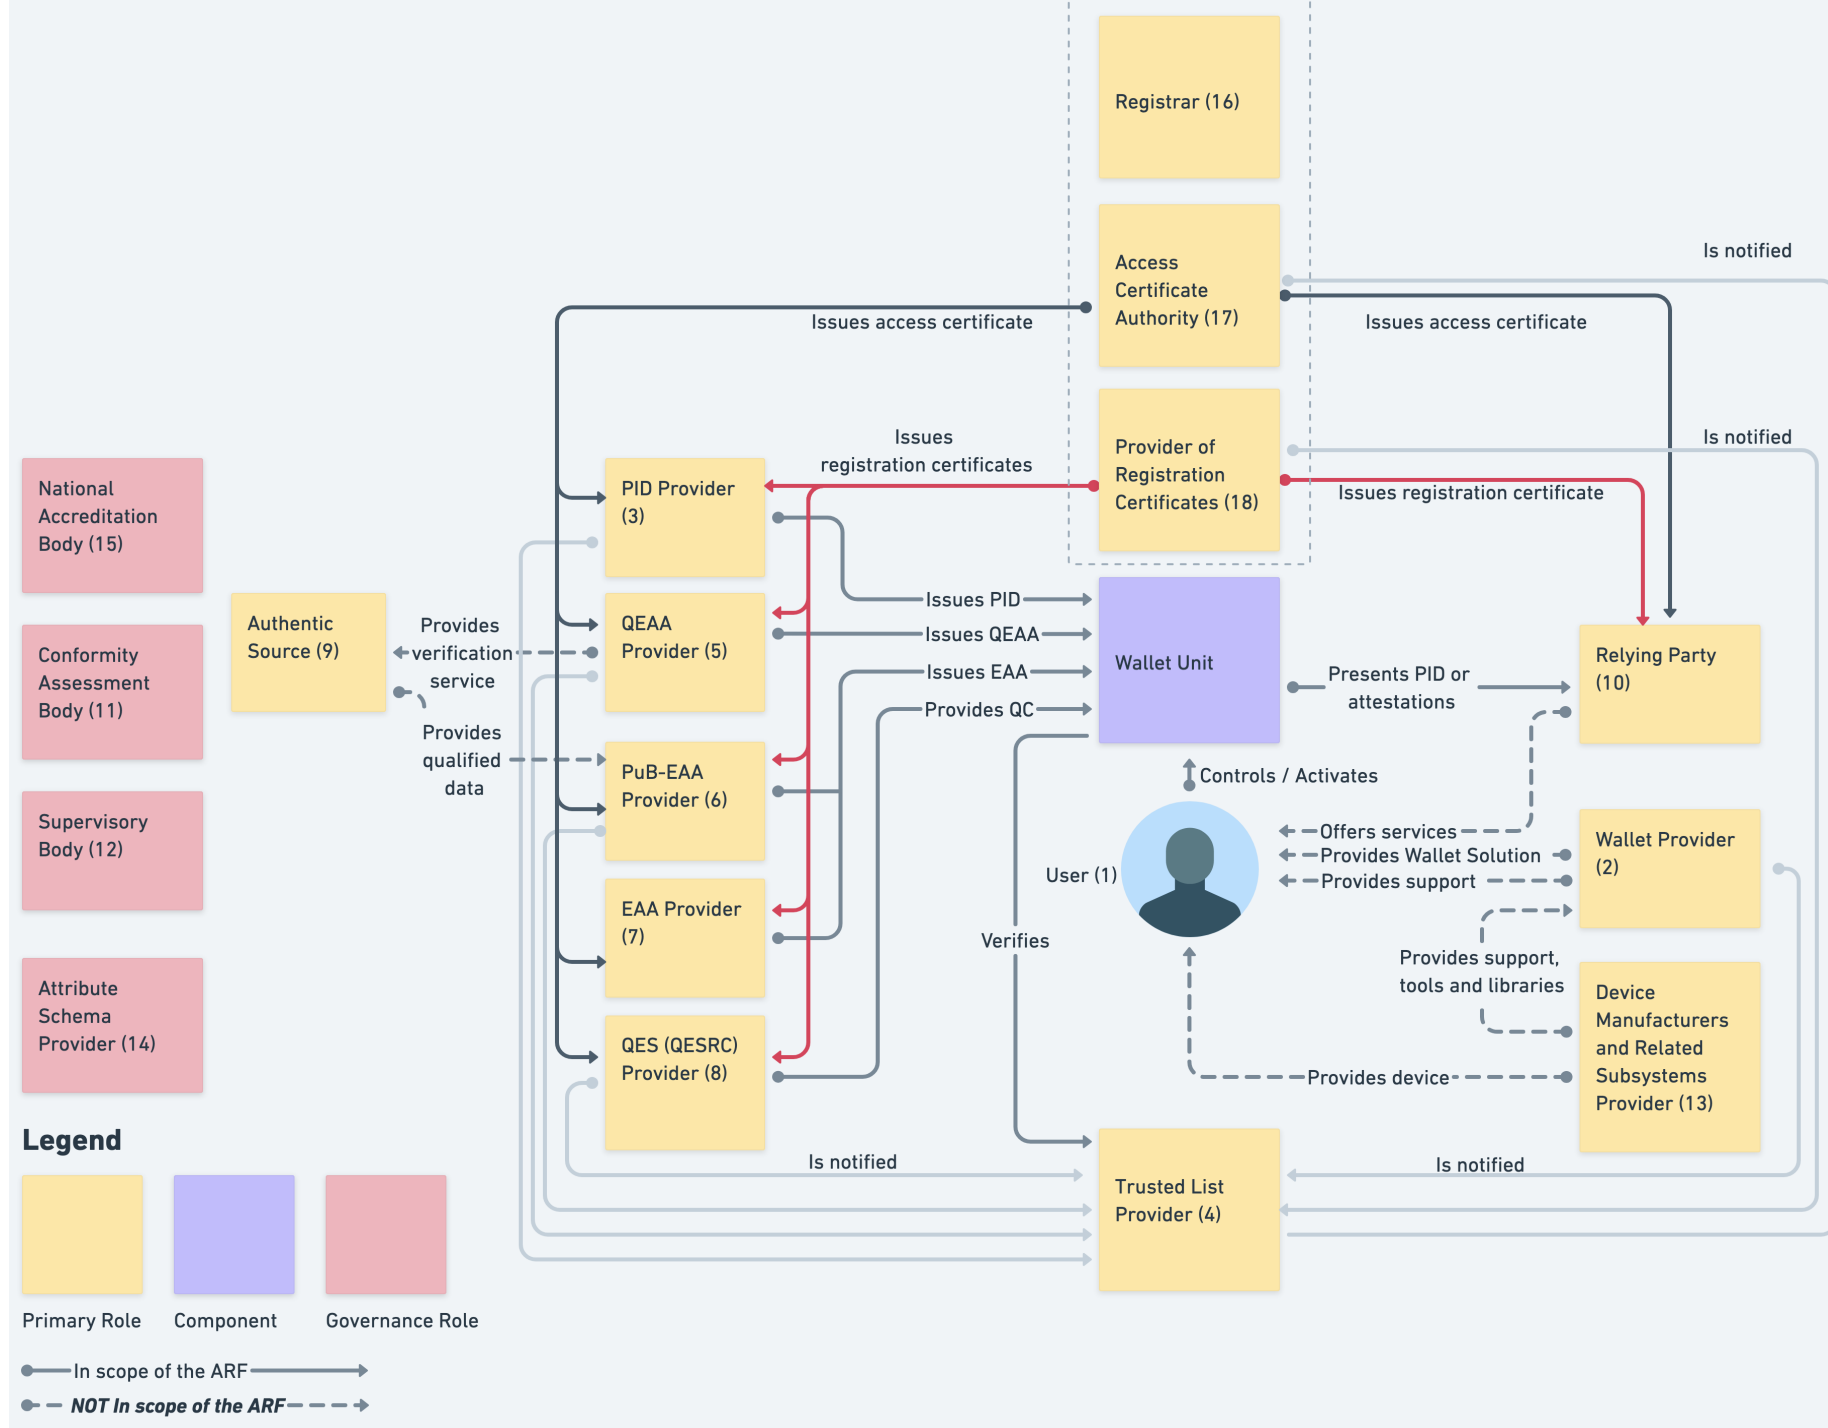 Registrar (16)
Access
Certificate
Authority (17)
Is notified
Issues access certificate
Issues access certificate
Provider of
Registration
Certificates (18)
Issues
registration certificates
Is notified
Issues registration certificate
National
Accreditation
Body (15)
PID Provider
(3)
Authentic
Source (9)
Provides
verification
service
QEAA
Provider (5)
Issues PID
Issues QEAA
Issues EAA
Provides QC
Wallet Unit
Presents PID or
attestations
Relying Party
(10)
Conformity
Assessment
Body (11)
Provides
qualified
data
PuB-EAA
Provider (6)
Controls / Activates
Supervisory
Body (12)
User (1)
Offers services
Provides Wallet Solution
Provides support
Wallet Provider
(2)
EAA Provider
(7)
Verifies
Provides support,
tools and libraries
Attribute
Schema
Provider (14)
QES (QESRC)
Provider (8)
Provides device
Device
Manufacturers
and Related
Subsystems
Provider (13)
Is notified
Is notified
Trusted List
Provider (4)
Legend
Primary Role
Component
Governance Role
In scope of the ARF
NOT In scope of the ARF